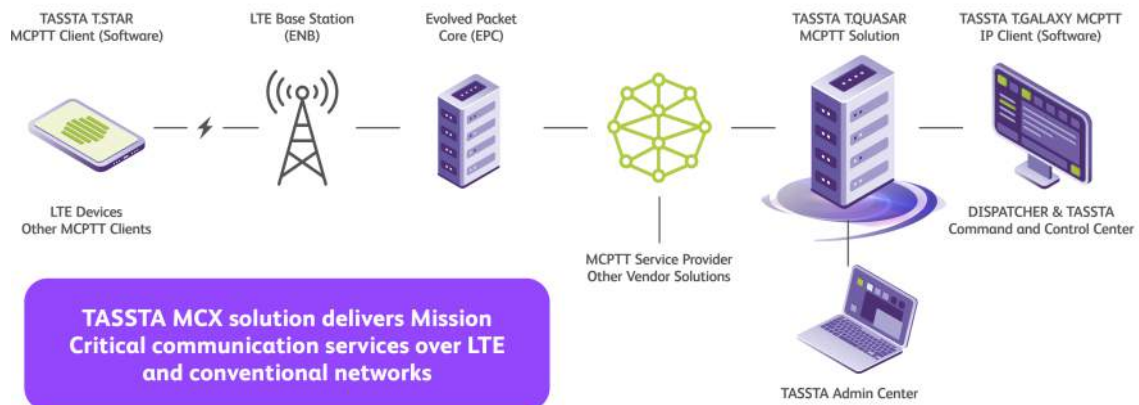 TASSTA T.STAR
MCPTT Client (Software)
LTE Base Station
(ENB)
Evolved Packet
Core (EPC)
TASSTA T.QUASAR
MCPTT Solution
TASSTA T.GALAXY MCPTT
IP Client (Software)
LTE Devices
Other MCPTT Clients
MCPTT Service Provider
Other Vendor Solutions
DISPATCHER & TASSTA
Command and Control Center
TASSTA MCX solution delivers Mission
Critical communication services over LTE
and conventional networks
TASSTA Admin Center